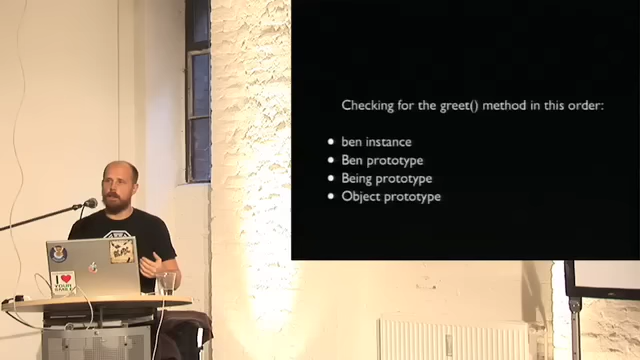 Checking for the greet() method in this order:
• ben instance
• Ben prototype
• Being prototype
• Object prototype
I ♥
YOUR